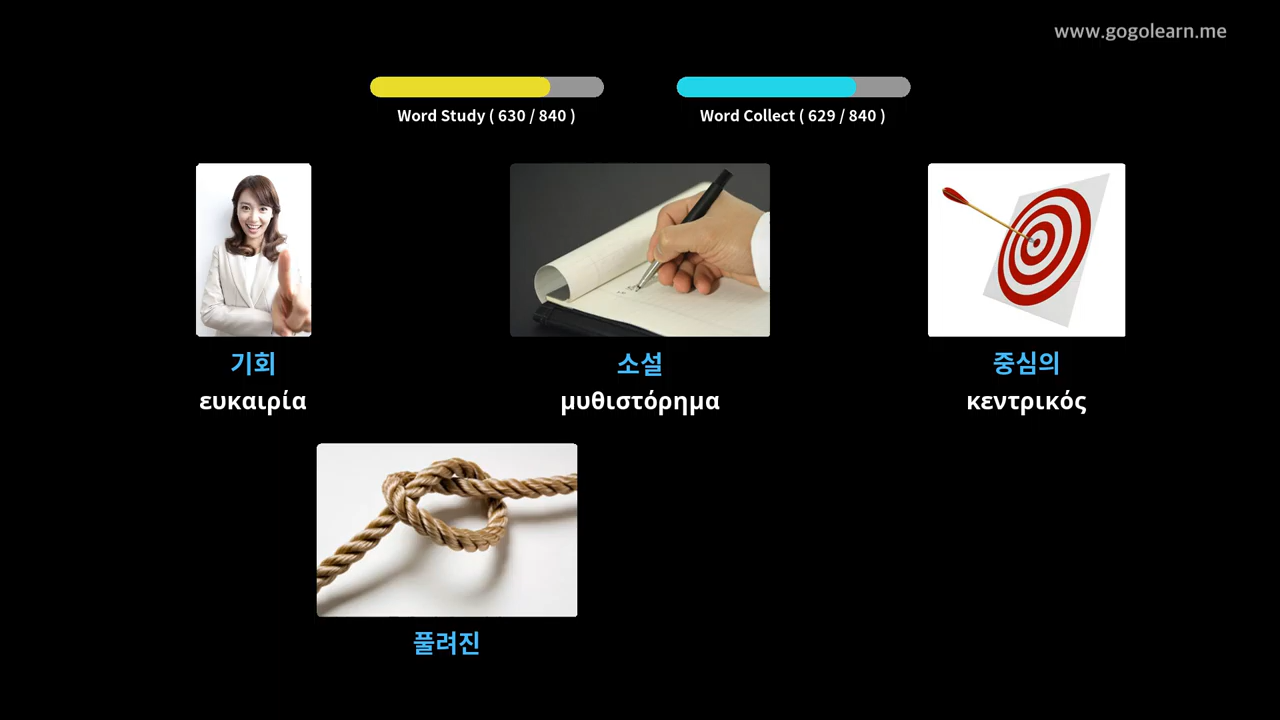 www.gogolearn.me
Word Study ( 630 / 840 )
Word Collect ( 629 / 840 )
기회
ευκαιρία
소설
μυθιστόρημα
중심의
κεντρικός
풀려진